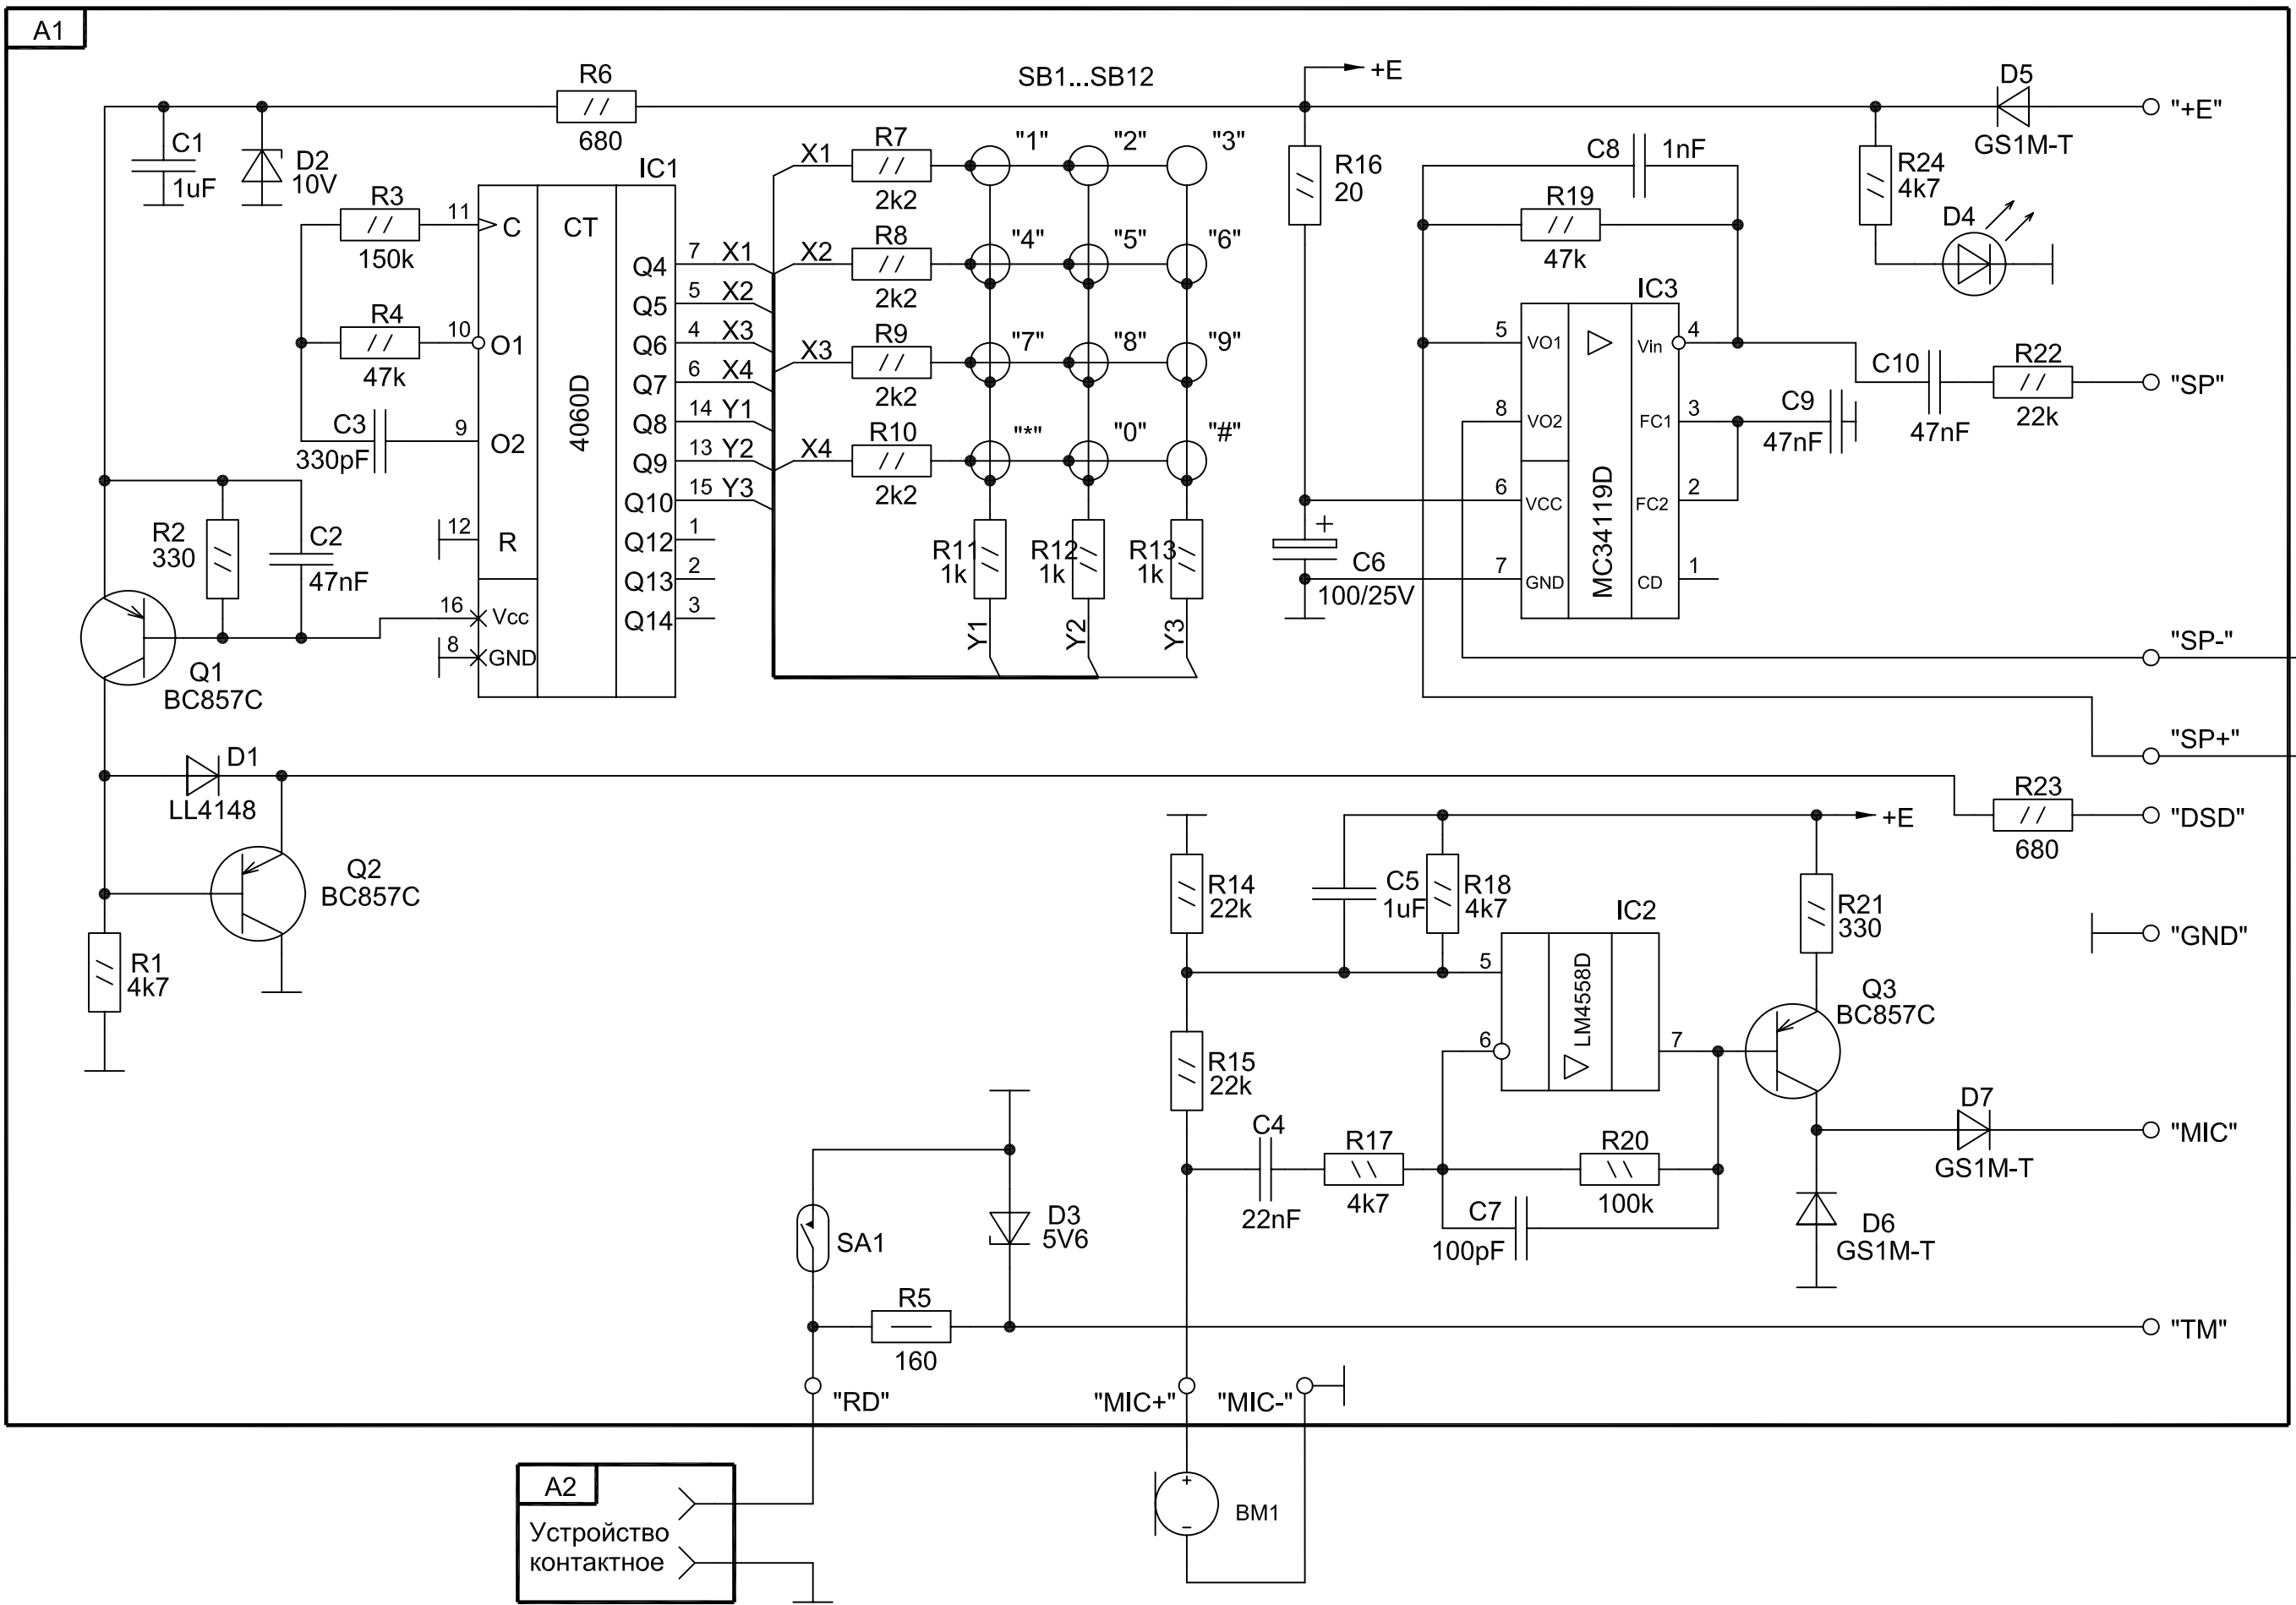 A1
R6
680
SB1...SB12
+E
D5
GS1M-T
"+E"
C1
1uF
D2
10V
R3
150k
R4
47k
C3
330pF
IC1
11
C
CT
10
O1
9
O2
12
R
16
Vcc
8
GND
4060D
Q4
7
X1
Q5
5
X2
Q6
4
X3
Q7
6
X4
Q8
14
Y1
Q9
13
Y2
Q10
15
Y3
Q12
1
Q13
2
Q14
3
X1
R7
2k2
"1"
"2"
"3"
X2
R8
2k2
"4"
"5"
"6"
X3
R9
2k2
"7"
"8"
"9"
X4
R10
2k2
"*"
"0"
"#"
R11
1k
R12
1k
R13
1k
Y1
Y2
Y3
R16
20
C8
1nF
R19
47k
R24
4k7
D4
IC3
5
VO1
8
VO2
6
VCC
7
GND
MC34119D
Vin
4
FC1
3
FC2
2
CD
1
C10
47nF
R22
22k
"SP"
C9
47nF
C6
100/25V
+
R2
330
C2
47nF
Q1
BC857C
"SP-"
"SP+"
D1
LL4148
Q2
BC857C
R1
4k7
R23
680
"DSD"
+E
R14
22k
C5
1uF
R18
4k7
IC2
5
6
7
LM4558D
R21
330
"GND"
Q3
BC857C
R15
22k
C4
22nF
R17
4k7
R20
100k
C7
100pF
D7
GS1M-T
"MIC"
D6
GS1M-T
SA1
D3
5V6
R5
160
"TM"
"RD"
"MIC+"
"MIC-"
A2
Устройство
контактное
+
−
BM1